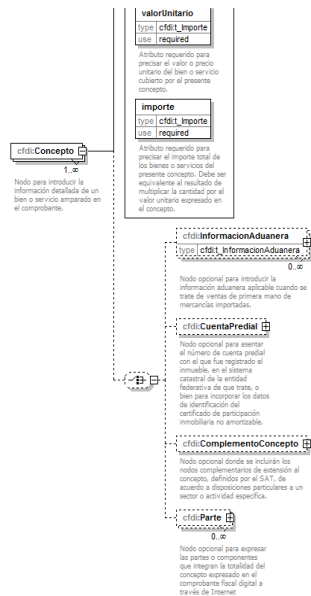 valorUnitario
type cfdi:t_Importe
use required
Atributo requerido para
precisar el valor o precio
unitario del bien o servicio
cubierto por el presente
concepto.
importe
type cfdi:t_Importe
use required
Atributo requerido para
precisar el importe total de
los bienes o servicios del
presente concepto. Debe ser
equivalente al resultado de
multiplicar la cantidad por el
valor unitario expresado en
el concepto.
cfdi:Concepto
1..∞
Nodo para introducir la
información detallada de un
bien o servicio amparado en
el comprobante.
cfdi:InformacionAduanera
type cfdi:t_InformacionAduanera
0..∞
Nodo opcional para introducir la
información aduanera aplicable cuando se
trate de ventas de primera mano de
mercancías importadas.
cfdi:CuentaPredial
Nodo opcional para asentar
el número de cuenta predial
con el que fue registrado el
inmueble, en el sistema
catastral de la entidad
federativa de que trate, o
bien para incorporar los datos
de identificación del
certificado de participación
inmobiliaria no amortizable.
cfdi:ComplementoConcepto
Nodo opcional donde se incluirán los
nodos complementarios de extensión al
concepto, definidos por el SAT, de
acuerdo a disposiciones particulares a un
sector o actividad especifica.
cfdi:Parte
0..∞
Nodo opcional para expresar
las partes o componentes
que integran la totalidad del
concepto expresado en el
comprobante fiscal digital a
través de Internet